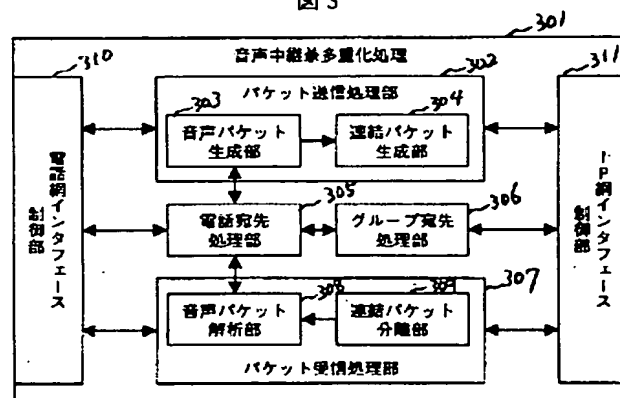 図3
301
310
音声中継兼多重化処理
302
311
パケット送信処理部
303
304
音声パケット
生成部
連結パケット
生成部
305
306
電話網インタフェース
制御部
電話宛先
処理部
グループ宛先
処理部
IP網インタフェース
制御部
308
309
307
音声パケット
解析部
連結パケット
分離部
パケット受信処理部